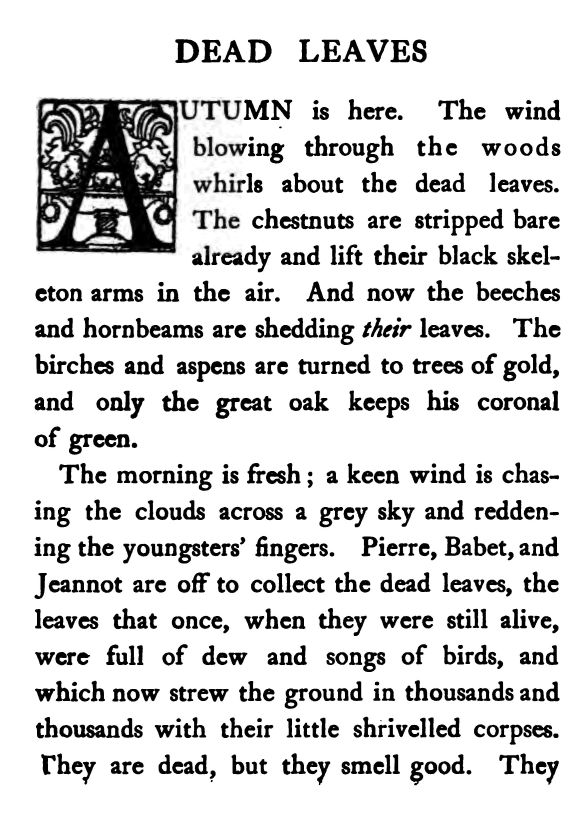 DEAD LEAVES
AUTUMN is here. The wind
blowing through the woods
whirls about the dead leaves.
The chestnuts are stripped bare
already and lift their black skel-
eton arms in the air. And now the beeches
and hornbeams are shedding their leaves. The
birches and aspens are turned to trees of gold,
and only the great oak keeps his coronal
of green.
The morning is fresh; a keen wind is chas-
ing the clouds across a grey sky and redden-
ing the youngsters' fingers. Pierre, Babet, and
Jeannot are off to collect the dead leaves, the
leaves that once, when they were still alive,
were full of dew and songs of birds, and
which now strew the ground in thousands and
thousands with their little shrivelled corpses.
They are dead, but they smell good. They